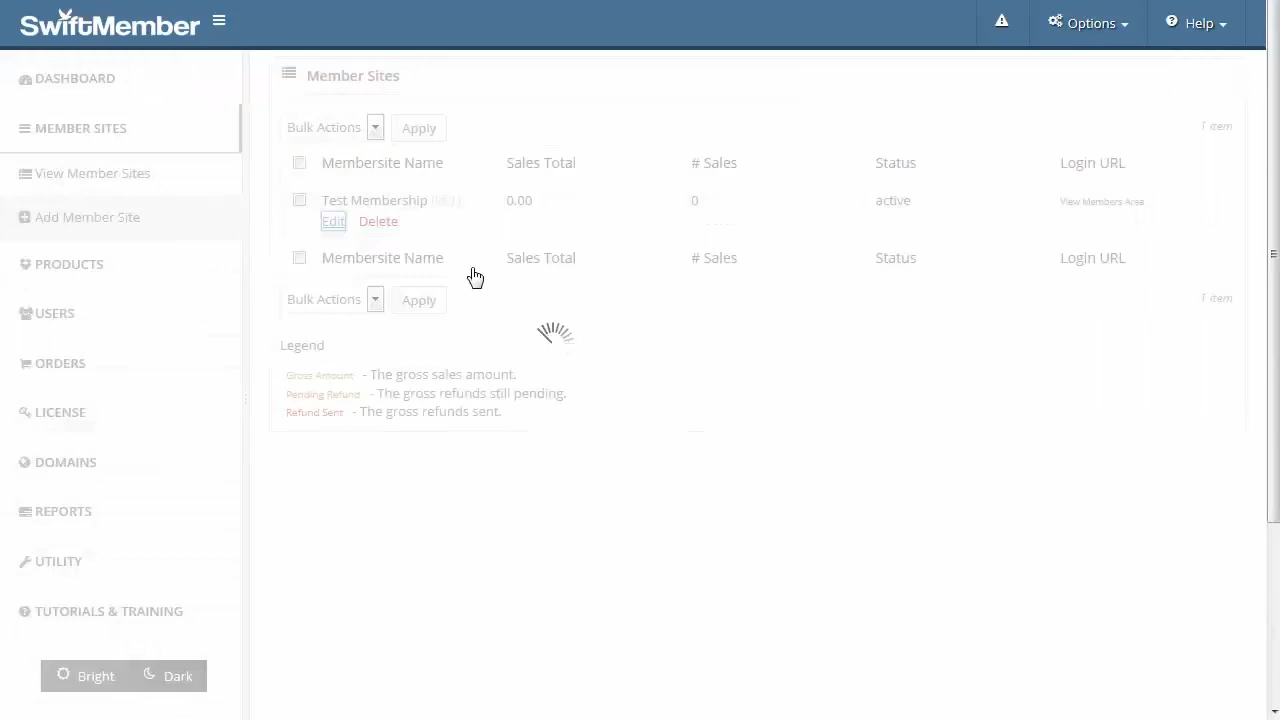 SwiftMember
Options
Help
DASHBOARD
MEMBER SITES
View Member Sites
Add Member Site
PRODUCTS
USERS
ORDERS
LICENSE
DOMAINS
REPORTS
UTILITY
TUTORIALS & TRAINING
Bright Dark
Member Sites
Bulk Actions Apply 1 item
Membersite Name Sales Total # Sales Status Login URL
Test Membership 0.00 0 active View Members Area
Edit Delete
Membersite Name Sales Total # Sales Status Login URL
Bulk Actions Apply 1 item
Legend
Gross Amount - The gross sales amount.
Pending Refund - The gross refunds still pending.
Refund Sent - The gross refunds sent.